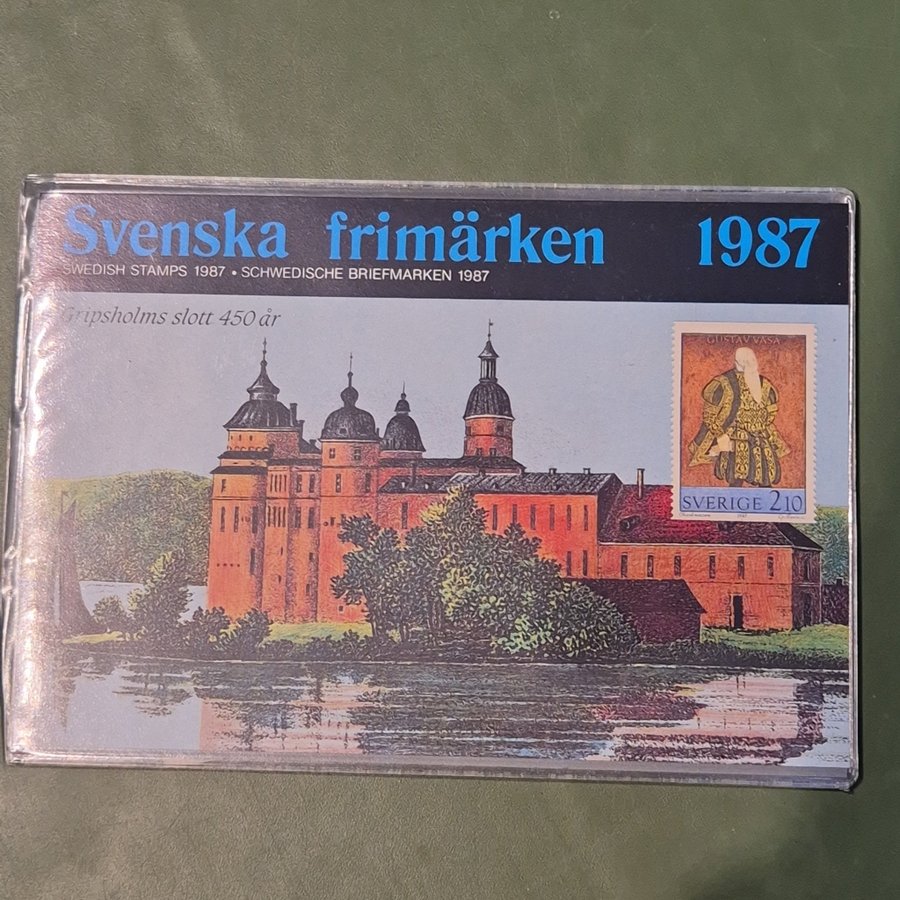 Svenska frimärken 1987
SWEDISH STAMPS 1987 • SCHWEDISCHE BRIEFMARKEN 1987
Gripsholms slott 450 år
GUSTAV VASA
SVERIGE 2.10